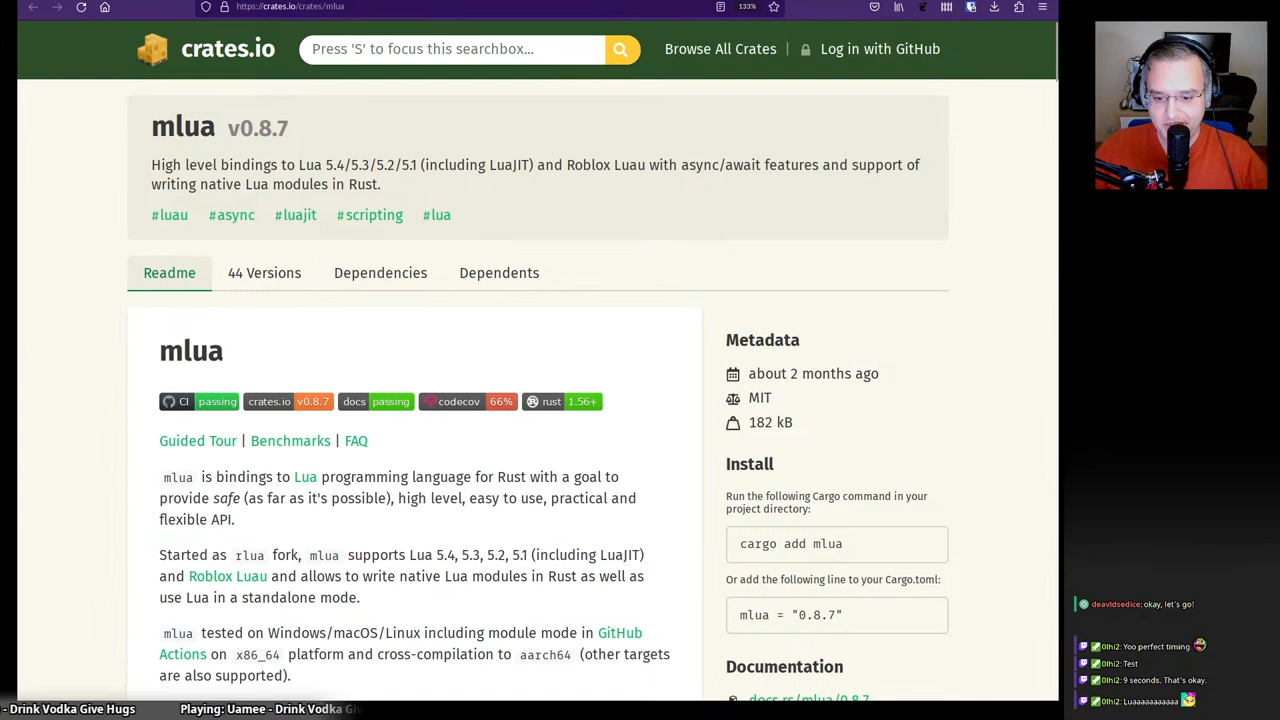 https://crates.io/crates/mlua
133%
crates.io
Press 'S' to focus this searchbox...
Browse All Crates
Log in with GitHub
mlua v0.8.7
High level bindings to Lua 5.4/5.3/5.2/5.1 (including LuaJIT) and Roblox Luau with async/await features and support of
writing native Lua modules in Rust.
#luau #async #luajit #scripting #lua
Readme
44 Versions
Dependencies
Dependents
mlua
CI passing crates.io v0.8.7 docs passing codecov 66% rust 1.56+
Guided Tour | Benchmarks | FAQ
mlua is bindings to Lua programming language for Rust with a goal to
provide safe (as far as it's possible), high level, easy to use, practical and
flexible API.
Started as rlua fork, mlua supports Lua 5.4, 5.3, 5.2, 5.1 (including LuaJIT)
and Roblox Luau and allows to write native Lua modules in Rust as well as
use Lua in a standalone mode.
mlua tested on Windows/macOS/Linux including module mode in GitHub
Actions on x86_64 platform and cross-compilation to aarch64 (other targets
are also supported).
Metadata
about 2 months ago
MIT
182 kB
Install
Run the following Cargo command in your
project directory:
cargo add mlua
Or add the following line to your Cargo.toml:
mlua = "0.8.7"
Documentation
docs.rs/mlua/0.8.7
deavidsedice: okay, let's go!
0lhi2: Yoo perfect timing
0lhi2: Test
0lhi2: 9 seconds. That's okay.
0lhi2: Luaaaaaaaaaaa
- Drink Vodka Give Hugs
Playing: Uamee - Drink Vodka Gi